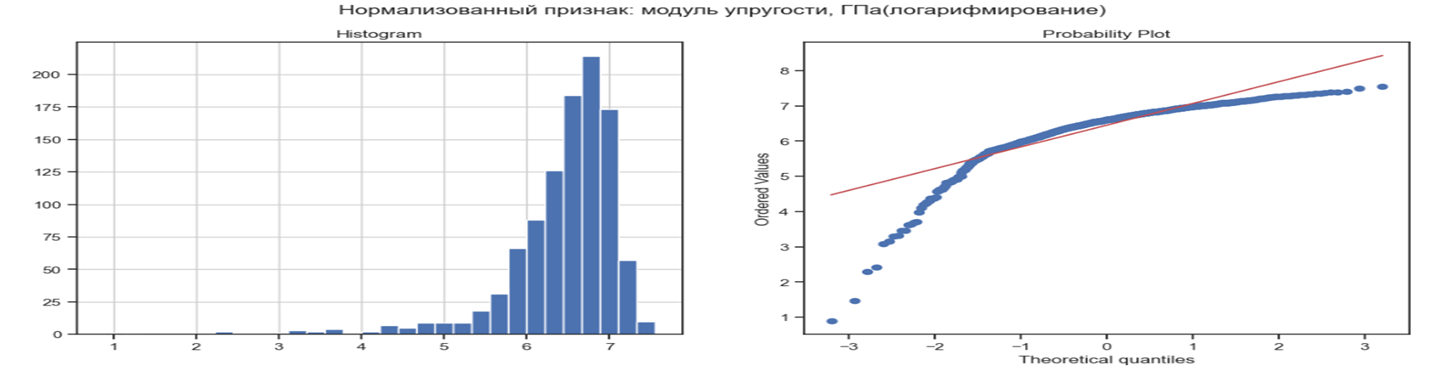 Нормализованный признак: модуль упругости, ГПа(логарифмирование)
Histogram
200
175
150
125
100
75
50
25
0
1 2 3 4 5 6 7
Probability Plot
Ordered Values
8
7
6
5
4
3
2
1
−3 −2 −1 0 1 2 3
Theoretical quantiles